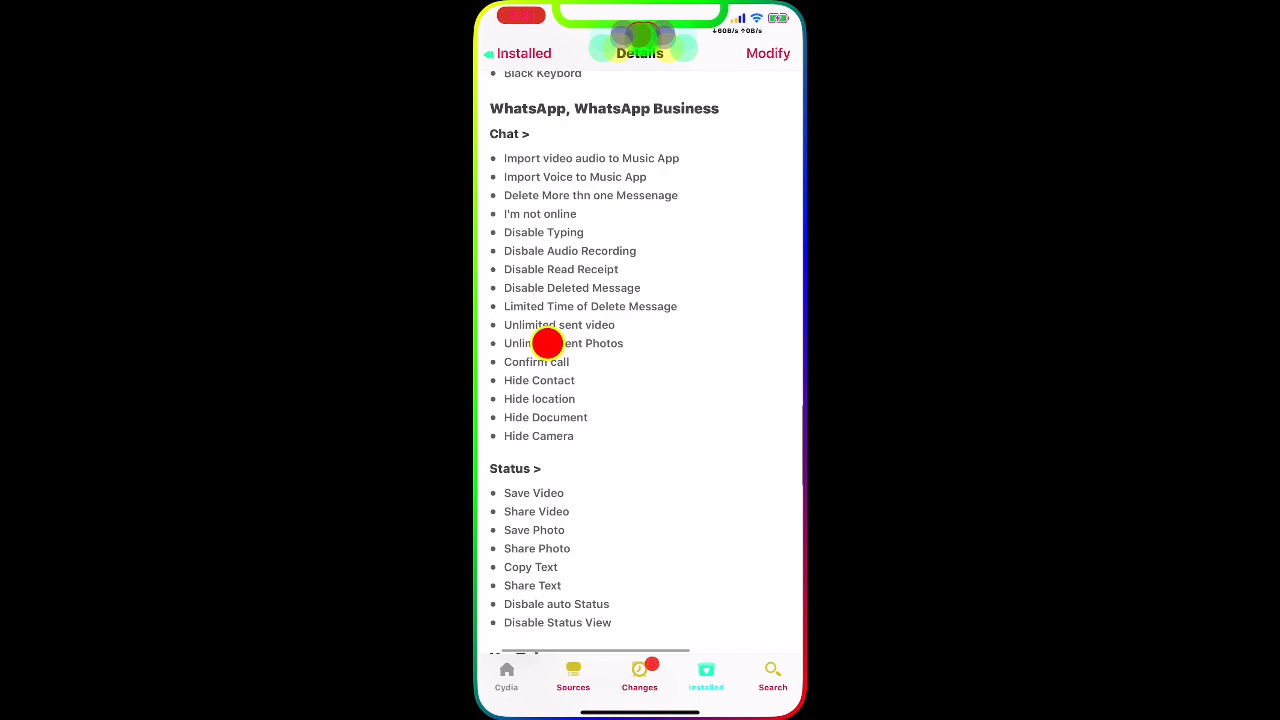 ↓60B/s ↑0B/s
Installed
Details
Modify
Black Keybord
WhatsApp, WhatsApp Business
Chat >
Import video audio to Music App
Import Voice to Music App
Delete More thn one Messenage
I'm not online
Disable Typing
Disbale Audio Recording
Disable Read Receipt
Disable Deleted Message
Limited Time of Delete Message
Unlimited sent video
Photos
Confirm call
Hide Contact
Hide location
Hide Document
Hide Camera
Status >
Save Video
Share Video
Save Photo
Share Photo
Copy Text
Share Text
Disbale auto Status
Disable Status View
Cydia
Sources
Changes
Installed
Search